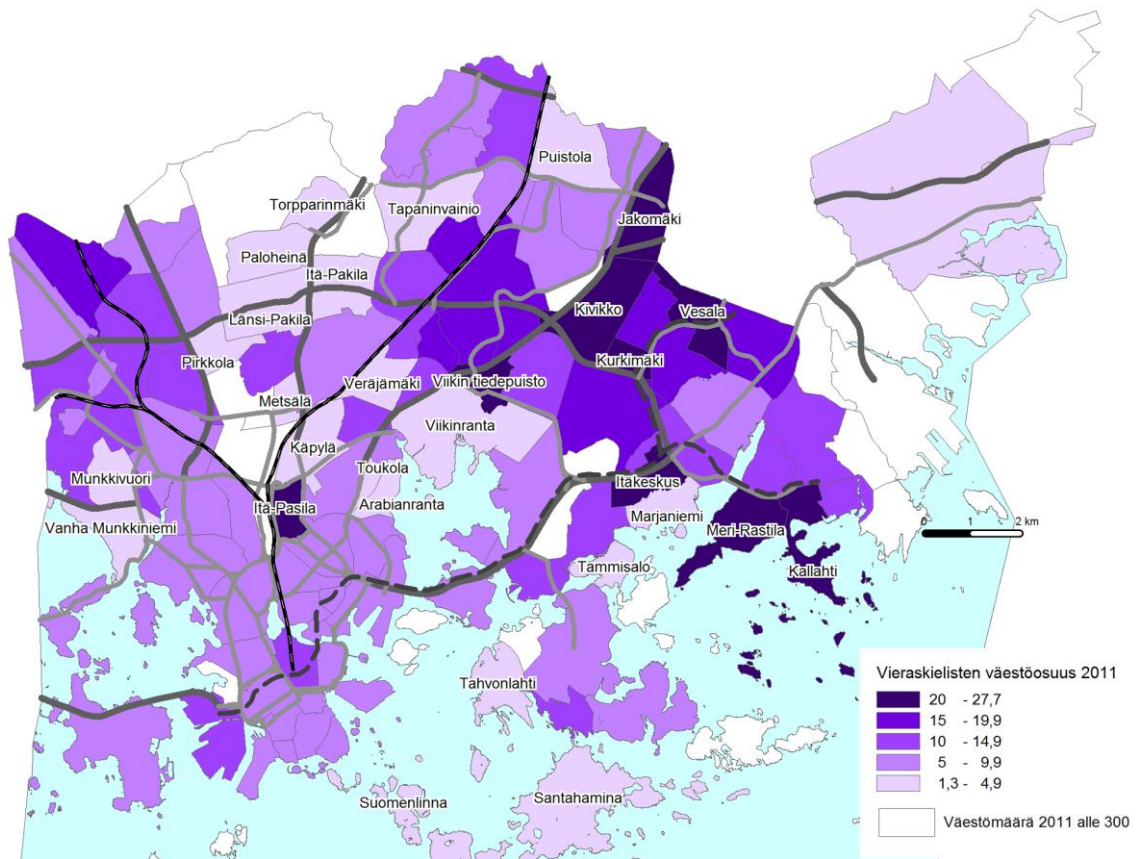 Puistola
Torpparinmäki
Tapaninvainio
Jakomäki
Paloheinä
Itä-Pakila
Länsi-Pakila
Kivikko
Vesala
Pirkkola
Kurkimäki
Veräjämäki
Viikin tiedepuisto
Metsälä
Viikinranta
Käpylä
Toukola
Munkkivuori
Itäkeskus
Itä-Pasila
Arabianranta
Marjaniemi
Vanha Munkkiniemi
Meri-Rastila
0 1 2 km
Tammisalo
Kallahti
Tahvonlahti
Suomenlinna
Santahamina
Vieraskielisten väestöosuus 2011
20 - 27,7
15 - 19,9
10 - 14,9
5 - 9,9
1,3 - 4,9
Väestömäärä 2011 alle 300